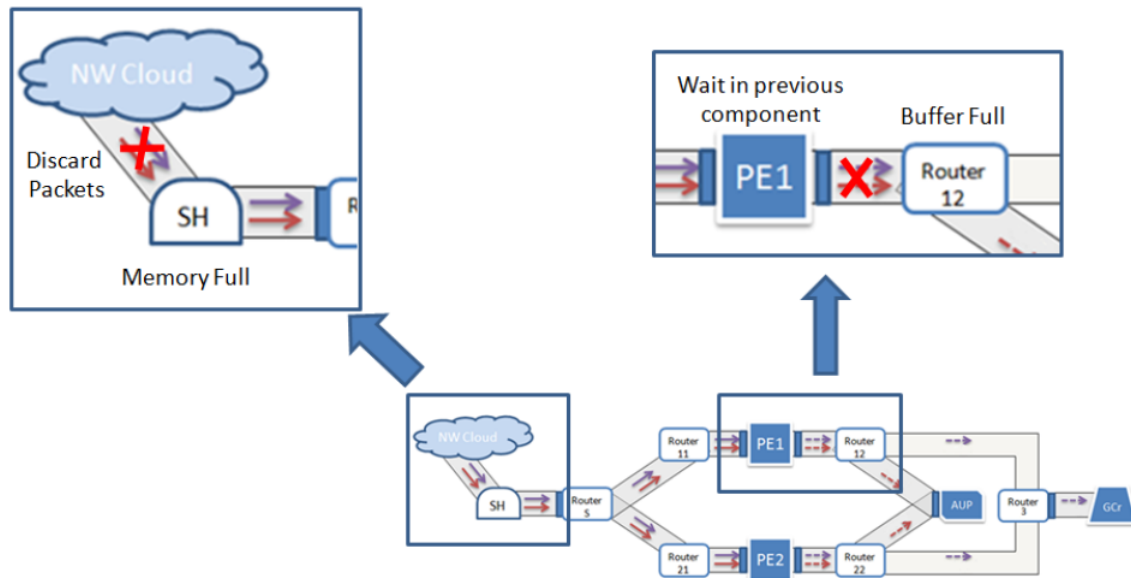 NW Cloud
Discard
Packets
SH
R
Memory Full
Wait in previous
component
Buffer Full
PE1
Router
12
NW Cloud
SH
Router
S
Router
11
PE1
Router
12
Router
21
PE2
Router
22
AUP
Router
3
GCr